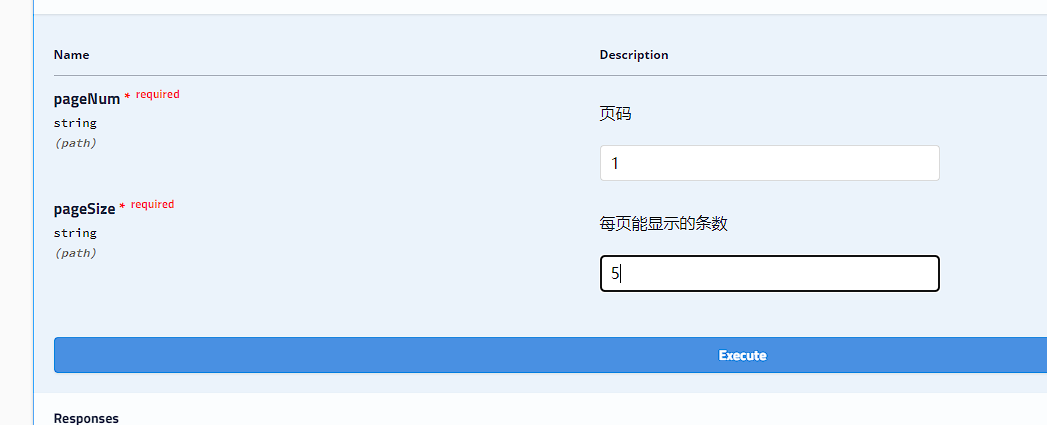 Name Description
pageNum * required
string
(path)
页码
1
pageSize * required
string
(path)
每页能显示的条数
5
Execute
Responses